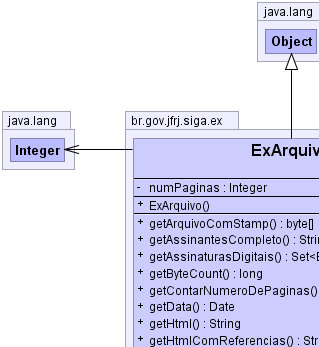 java.lang
Object
java.lang
Integer
br.gov.jfrj.siga.ex
ExArquiv
- numPaginas : Integer
+ ExArquivo()
+ getArquivoComStamp() : byte[]
+ getAssinantesCompleto() : Strin
+ getAssinaturasDigitais() : Set<E
+ getByteCount() : long
+ getContarNumeroDePaginas()
+ getData() : Date
+ getHtml() : String
+ getHtmlComReferencias() : Str